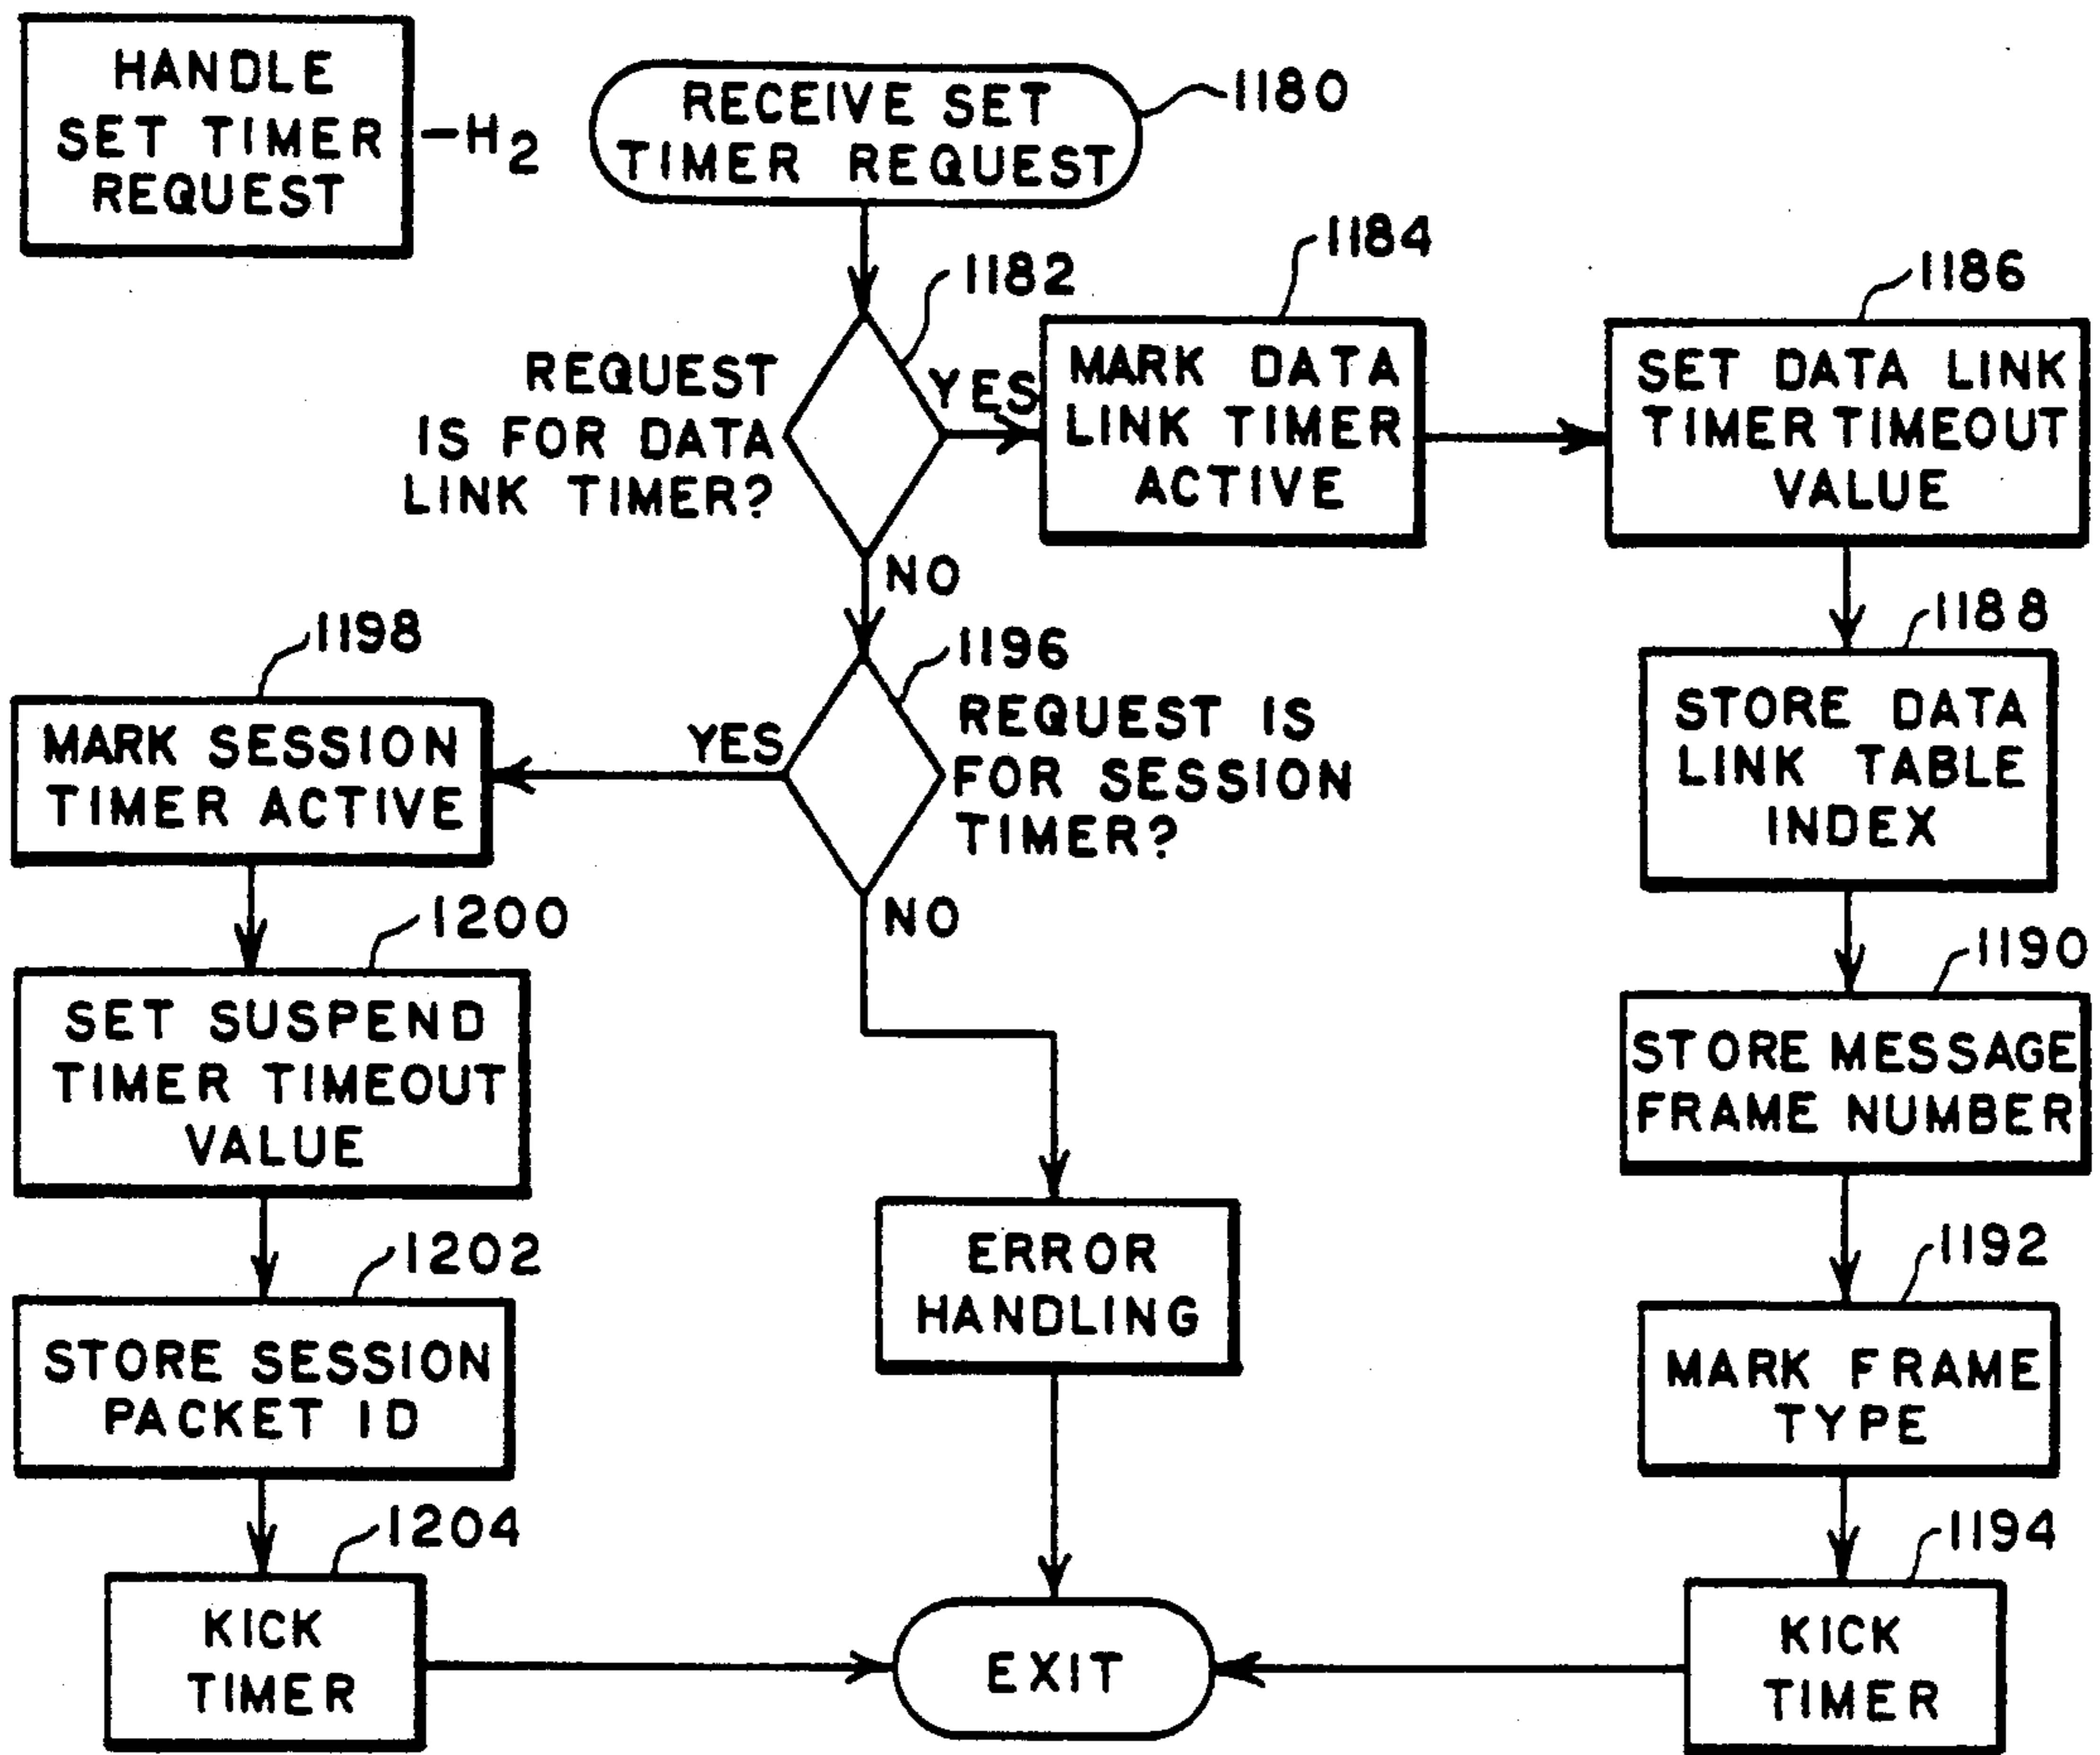 HANDLE
SET TIMER
REQUEST
-H2
RECEIVE SET
TIMER REQUEST
1180
1182
REQUEST
IS FOR DATA
LINK TIMER?
YES
NO
1184
MARK DATA
LINK TIMER
ACTIVE
1186
SET DATA LINK
TIMER TIMEOUT
VALUE
1188
STORE DATA
LINK TABLE
INDEX
1190
STORE MESSAGE
FRAME NUMBER
1192
MARK FRAME
TYPE
1194
KICK
TIMER
1196
REQUEST IS
FOR SESSION
TIMER?
YES
NO
1198
MARK SESSION
TIMER ACTIVE
1200
SET SUSPEND
TIMER TIMEOUT
VALUE
1202
STORE SESSION
PACKET ID
1204
KICK
TIMER
ERROR
HANDLING
EXIT